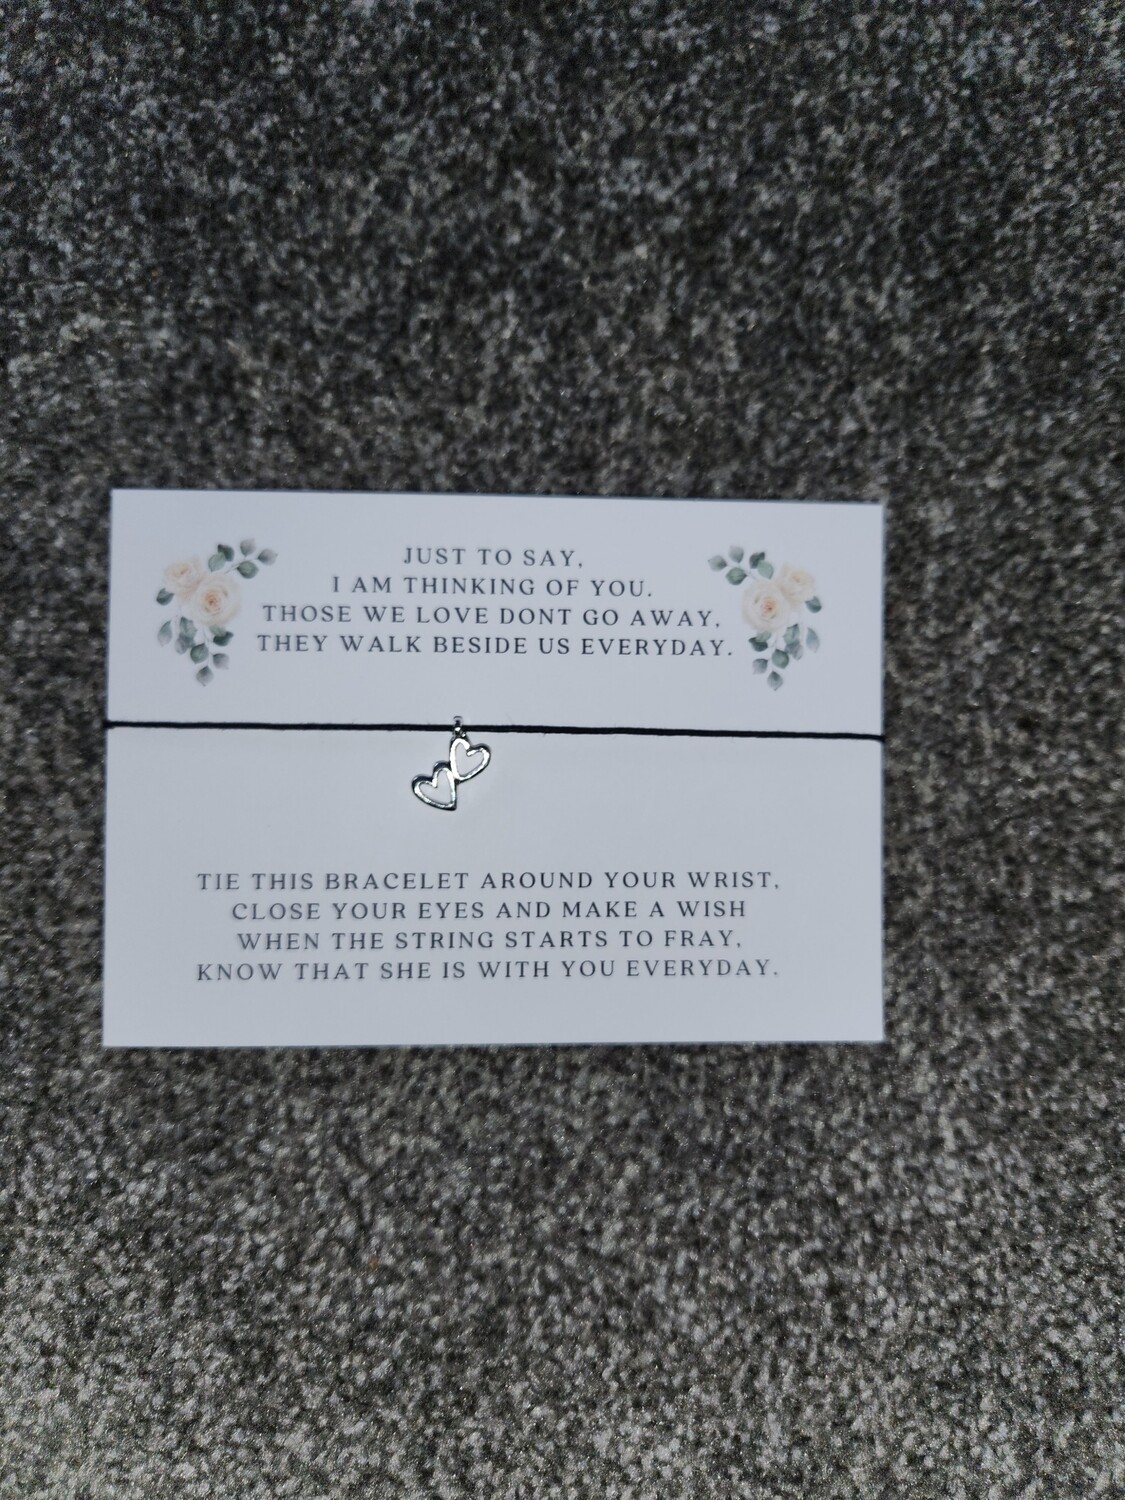 JUST TO SAY,
I AM THINKING OF YOU.
THOSE WE LOVE DONT GO AWAY,
THEY WALK BESIDE US EVERYDAY.
TIE THIS BRACELET AROUND YOUR WRIST,
CLOSE YOUR EYES AND MAKE A WISH
WHEN THE STRING STARTS TO FRAY,
KNOW THAT SHE IS WITH YOU EVERYDAY.